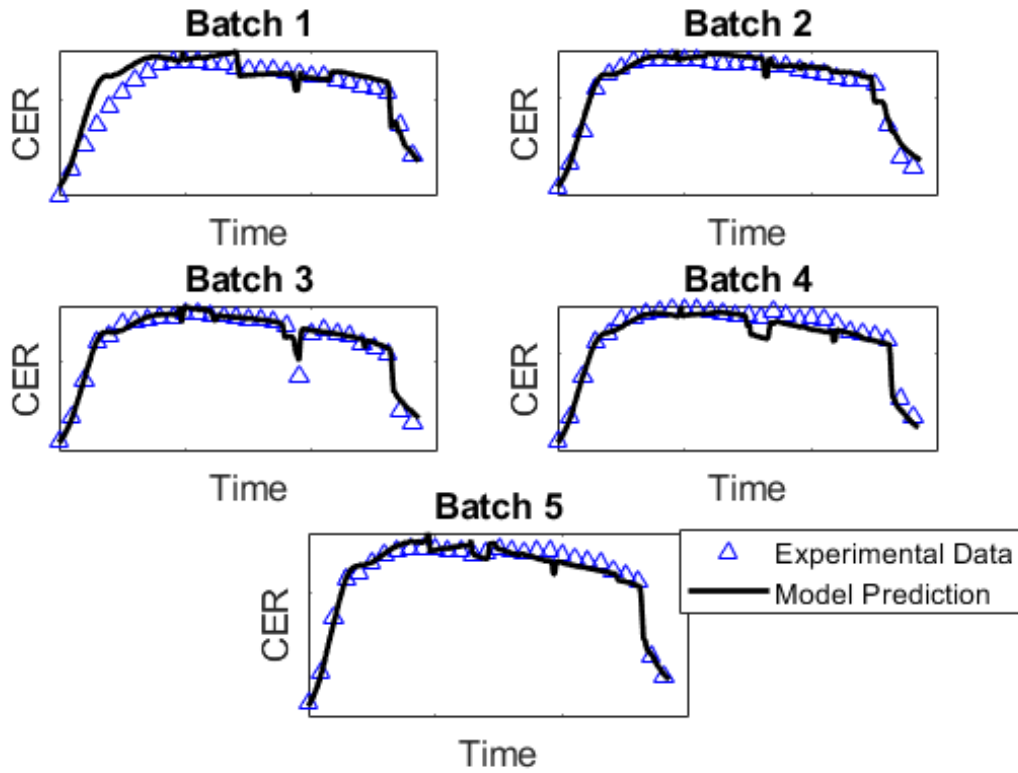 Batch 1
CER
Time
Batch 2
CER
Time
Batch 3
CER
Time
Batch 4
CER
Time
Batch 5
CER
Time
Experimental Data
Model Prediction